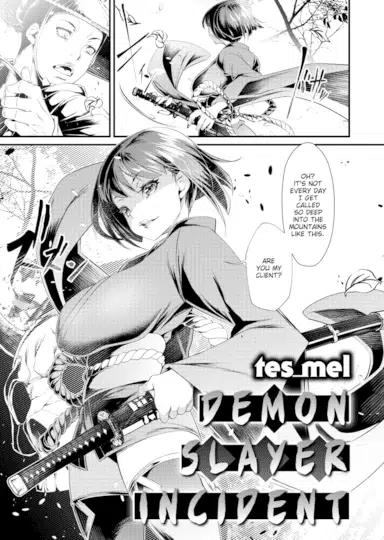 OH?
IT'S NOT
EVERY DAY
I GET
CALLED
SO DEEP
INTO THE
MOUNTAINS
LIKE THIS.
ARE
YOU MY
CLIENT?
tes_mel
DEMON
SLAYER
INCIDENT